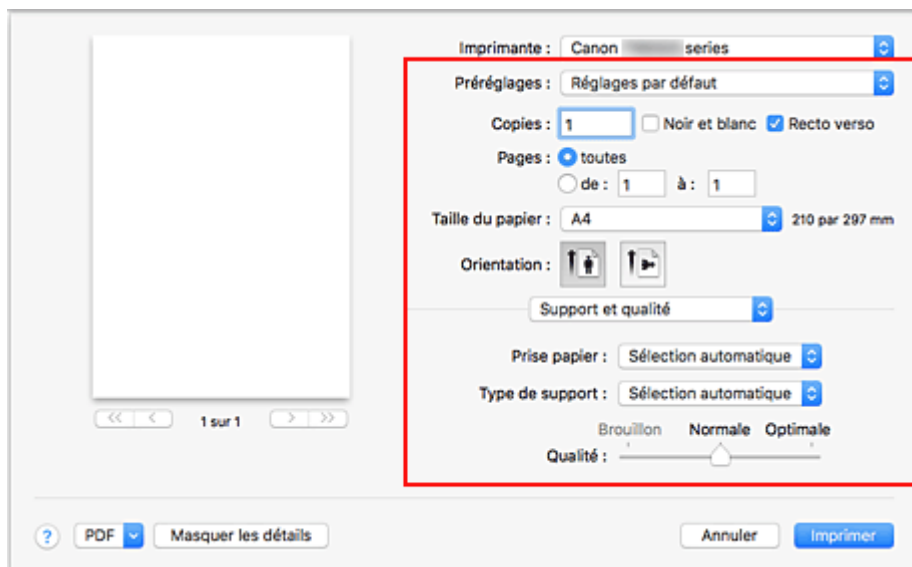 Imprimante : Canon series
Préréglages : Réglages par défaut
Copies : 1 Noir et blanc Recto verso
Pages : toutes
de : 1 à : 1
Taille du papier : A4 210 par 297 mm
Orientation :
Support et qualité
Prise papier : Sélection automatique
Type de support : Sélection automatique
Brouillon Normale Optimale
Qualité :
<< < 1 sur 1 > >>
? PDF Masquer les détails Annuler Imprimer